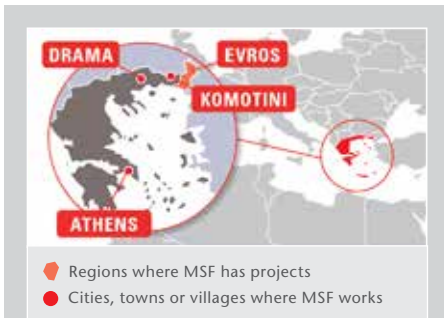 DRAMA
EVROS
KOMOTINI
ATHENS
Regions where MSF has projects
Cities, towns or villages where MSF works